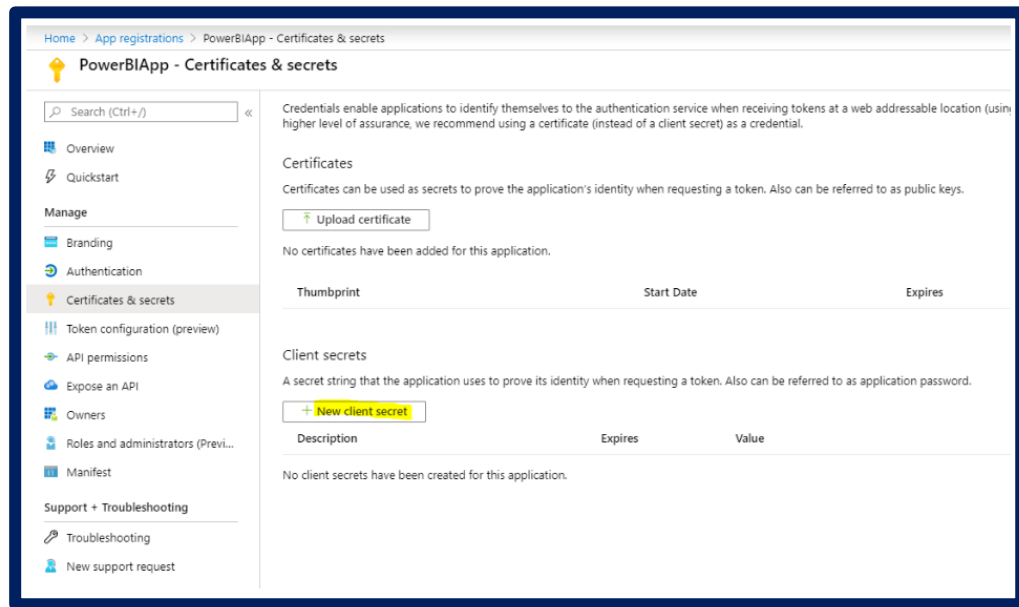 Home > App registrations > PowerBIApp - Certificates & secrets
PowerBIApp - Certificates & secrets
Search (Ctrl+/)
«
Overview
Quickstart
Manage
Branding
Authentication
Certificates & secrets
Token configuration (preview)
API permissions
Expose an API
Owners
Roles and administrators (Previ...
Manifest
Support + Troubleshooting
Troubleshooting
New support request
Credentials enable applications to identify themselves to the authentication service when receiving tokens at a web addressable location (using
higher level of assurance, we recommend using a certificate (instead of a client secret) as a credential.
Certificates
Certificates can be used as secrets to prove the application's identity when requesting a token. Also can be referred to as public keys.
Upload certificate
No certificates have been added for this application.
Thumbprint Start Date Expires
Client secrets
A secret string that the application uses to prove its identity when requesting a token. Also can be referred to as application password.
+ New client secret
Description Expires Value
No client secrets have been created for this application.